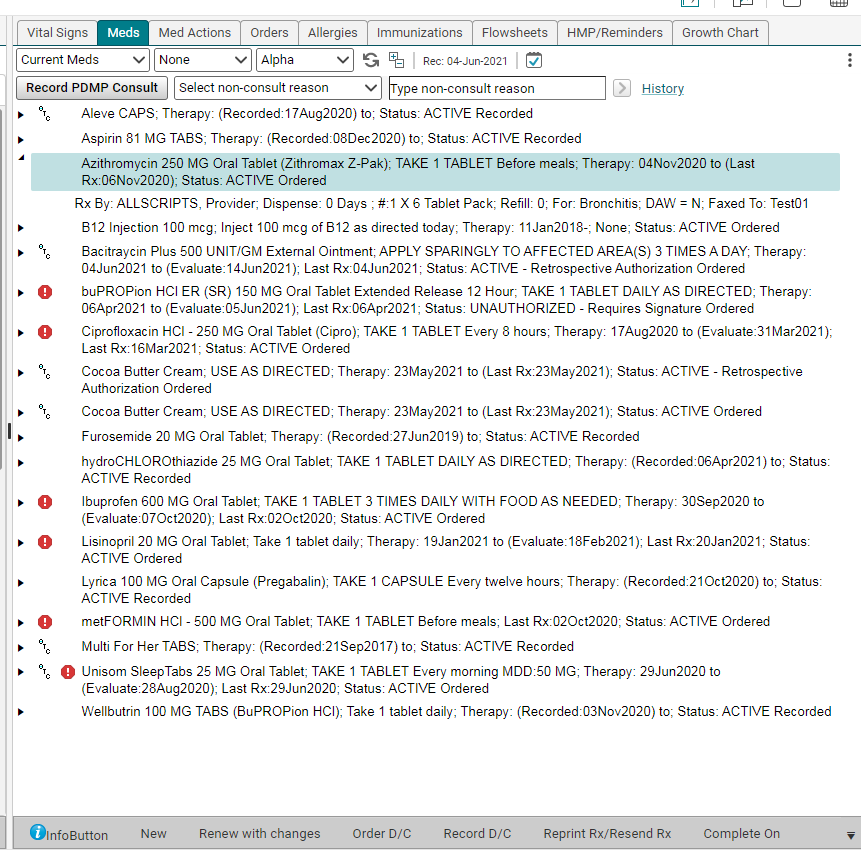 Vital Signs Meds Med Actions Orders Allergies Immunizations Flowsheets HMP/Reminders Growth Chart
Current Meds None Alpha Rec: 04-Jun-2021
Record PDMP Consult Select non-consult reason Type non-consult reason History
OTC Aleve CAPS; Therapy: (Recorded:17Aug2020) to; Status: ACTIVE Recorded
Aspirin 81 MG TABS; Therapy: (Recorded:08Dec2020) to; Status: ACTIVE Recorded
Azithromycin 250 MG Oral Tablet (Zithromax Z-Pak); TAKE 1 TABLET Before meals; Therapy: 04Nov2020 to (Last
Rx:06Nov2020); Status: ACTIVE Ordered
Rx By: ALLSCRIPTS, Provider; Dispense: 0 Days ; #:1 X 6 Tablet Pack; Refill: 0; For: Bronchitis; DAW = N; Faxed To: Test01
B12 Injection 100 mcg; Inject 100 mcg of B12 as directed today; Therapy: 11Jan2018-; None; Status: ACTIVE Ordered
OTC Bacitraycin Plus 500 UNIT/GM External Ointment; APPLY SPARINGLY TO AFFECTED AREA(S) 3 TIMES A DAY; Therapy:
04Jun2021 to (Evaluate:14Jun2021); Last Rx:04Jun2021; Status: ACTIVE - Retrospective Authorization Ordered
buPROPion HCl ER (SR) 150 MG Oral Tablet Extended Release 12 Hour; TAKE 1 TABLET DAILY AS DIRECTED; Therapy:
06Apr2021 to (Evaluate:05Jun2021); Last Rx:06Apr2021; Status: UNAUTHORIZED - Requires Signature Ordered
Ciprofloxacin HCl - 250 MG Oral Tablet (Cipro); TAKE 1 TABLET Every 8 hours; Therapy: 17Aug2020 to (Evaluate:31Mar2021);
Last Rx:16Mar2021; Status: ACTIVE Ordered
OTC Cocoa Butter Cream; USE AS DIRECTED; Therapy: 23May2021 to (Last Rx:23May2021); Status: ACTIVE - Retrospective
Authorization Ordered
OTC Cocoa Butter Cream; USE AS DIRECTED; Therapy: 23May2021 to (Last Rx:23May2021); Status: ACTIVE Ordered
Furosemide 20 MG Oral Tablet; Therapy: (Recorded:27Jun2019) to; Status: ACTIVE Recorded
hydroCHLOROthiazide 25 MG Oral Tablet; TAKE 1 TABLET DAILY AS DIRECTED; Therapy: (Recorded:06Apr2021) to; Status:
ACTIVE Recorded
Ibuprofen 600 MG Oral Tablet; TAKE 1 TABLET 3 TIMES DAILY WITH FOOD AS NEEDED; Therapy: 30Sep2020 to
(Evaluate:07Oct2020); Last Rx:02Oct2020; Status: ACTIVE Ordered
Lisinopril 20 MG Oral Tablet; Take 1 tablet daily; Therapy: 19Jan2021 to (Evaluate:18Feb2021); Last Rx:20Jan2021; Status:
ACTIVE Ordered
Lyrica 100 MG Oral Capsule (Pregabalin); TAKE 1 CAPSULE Every twelve hours; Therapy: (Recorded:21Oct2020) to; Status:
ACTIVE Recorded
metFORMIN HCl - 500 MG Oral Tablet; TAKE 1 TABLET Before meals; Last Rx:02Oct2020; Status: ACTIVE Ordered
OTC Multi For Her TABS; Therapy: (Recorded:21Sep2017) to; Status: ACTIVE Recorded
OTC Unisom SleepTabs 25 MG Oral Tablet; TAKE 1 TABLET Every morning MDD:50 MG; Therapy: 29Jun2020 to
(Evaluate:28Aug2020); Last Rx:29Jun2020; Status: ACTIVE Ordered
Wellbutrin 100 MG TABS (BuPROPion HCl); Take 1 tablet daily; Therapy: (Recorded:03Nov2020) to; Status: ACTIVE Recorded
InfoButton New Renew with changes Order D/C Record D/C Reprint Rx/Resend Rx Complete On